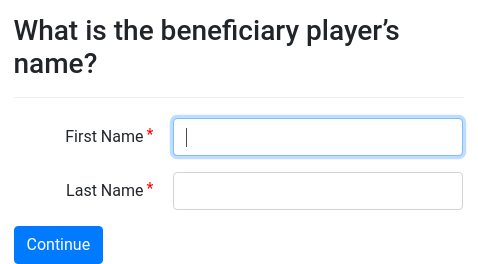 What is the beneficiary player’s
name?
First Name *
Last Name *
Continue